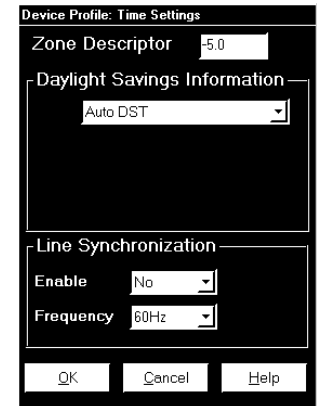 Device Profile: Time Settings
Zone Descriptor -5.0
Daylight Savings Information
Auto DST
Line Synchronization
Enable No
Frequency 60Hz
OK Cancel Help